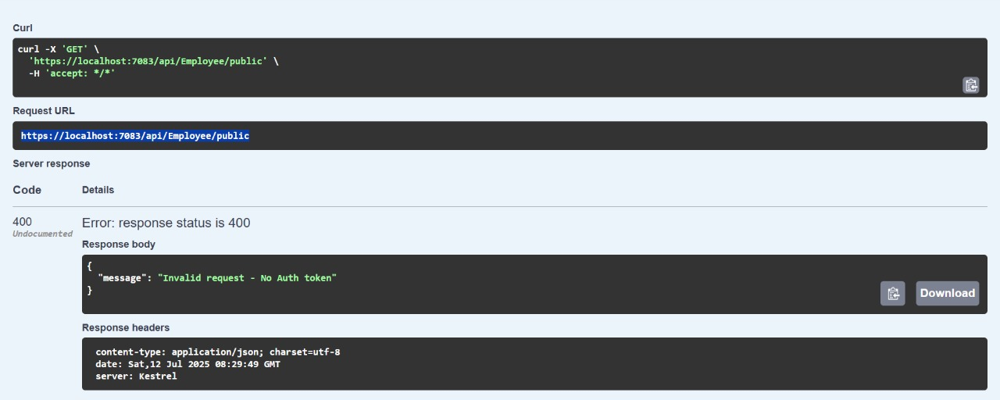 Curl
curl -X 'GET' \
  'https://localhost:7083/api/Employee/public' \
  -H 'accept: */*'
Request URL
https://localhost:7083/api/Employee/public
Server response
Code Details
400 Error: response status is 400
Undocumented
Response body
{
  "message": "Invalid request - No Auth token"
}
Download
Response headers
content-type: application/json; charset=utf-8
date: Sat,12 Jul 2025 08:29:49 GMT
server: Kestrel